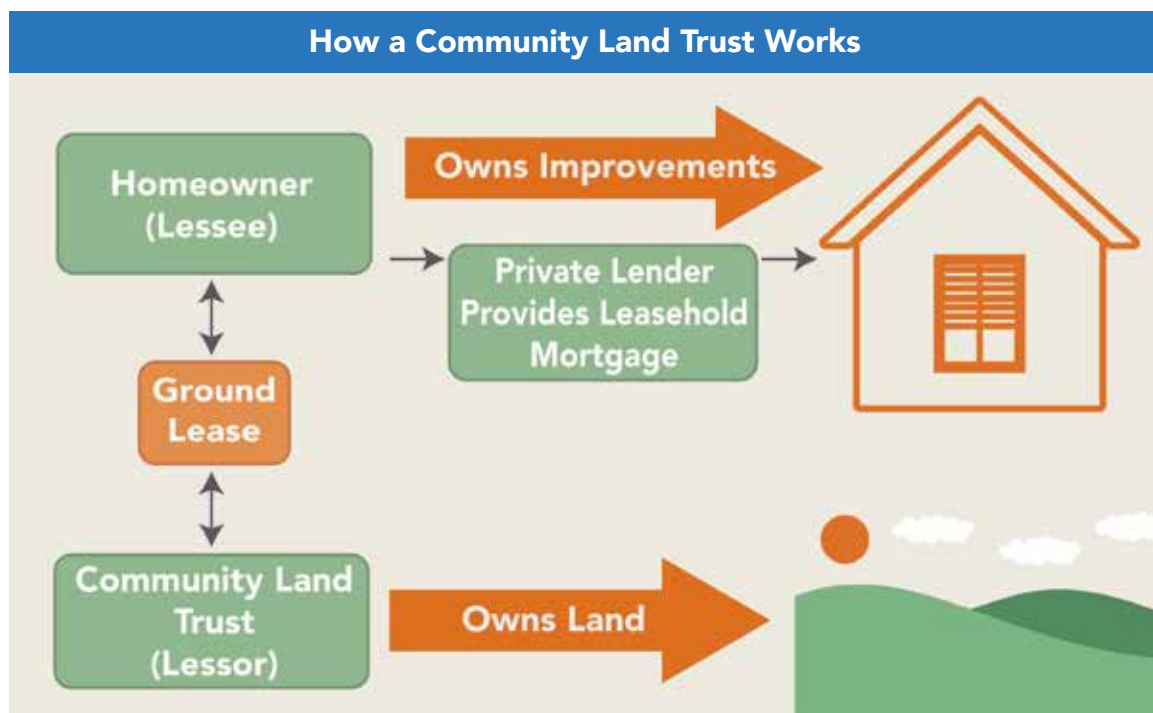 How a Community Land Trust Works
Homeowner
(Lessee)
Owns Improvements
Private Lender
Provides Leasehold
Mortgage
Ground
Lease
Community Land
Trust
(Lessor)
Owns Land